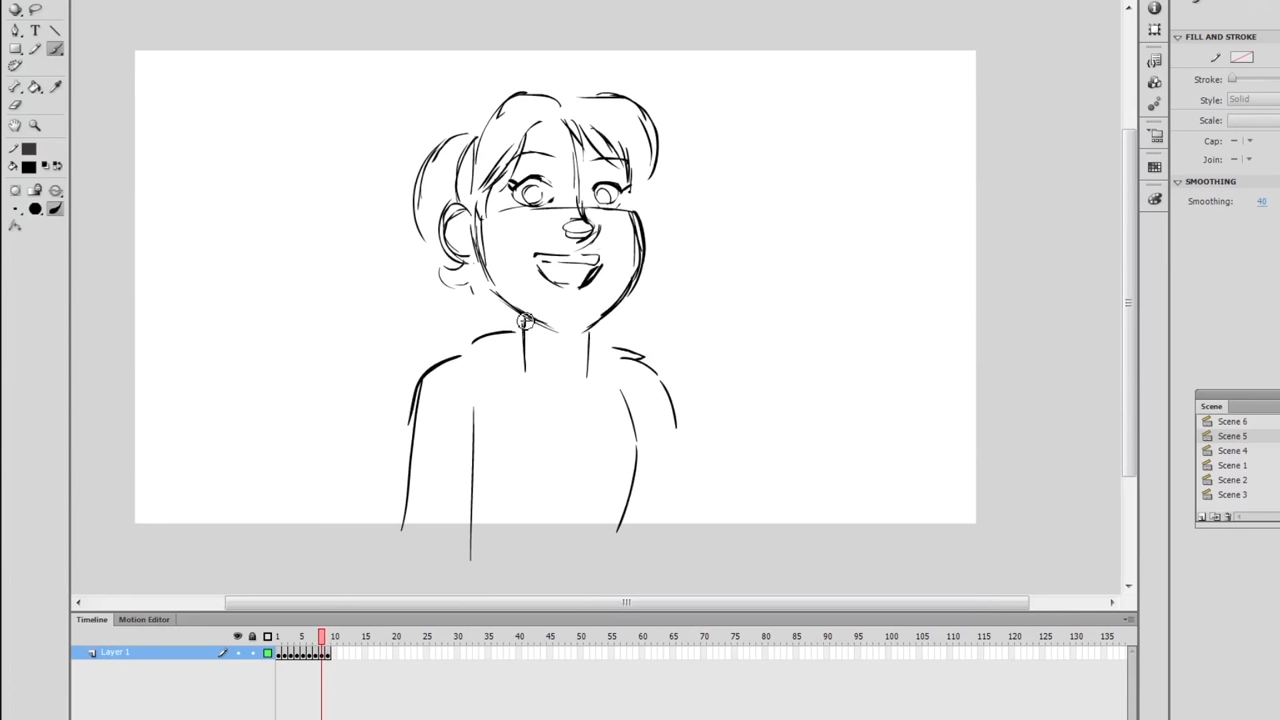 FILL AND STROKE
Stroke:
Style: Solid
Scale:
Cap:
Join:
SMOOTHING
Smoothing: 40
Scene
Scene 6
Scene 5
Scene 4
Scene 1
Scene 2
Scene 3
Timeline Motion Editor
1 5 10 15 20 25 30 35 40 45 50 55 60 65 70 75 80 85 90 95 100 105 110 115 120 125 130 135
Layer 1